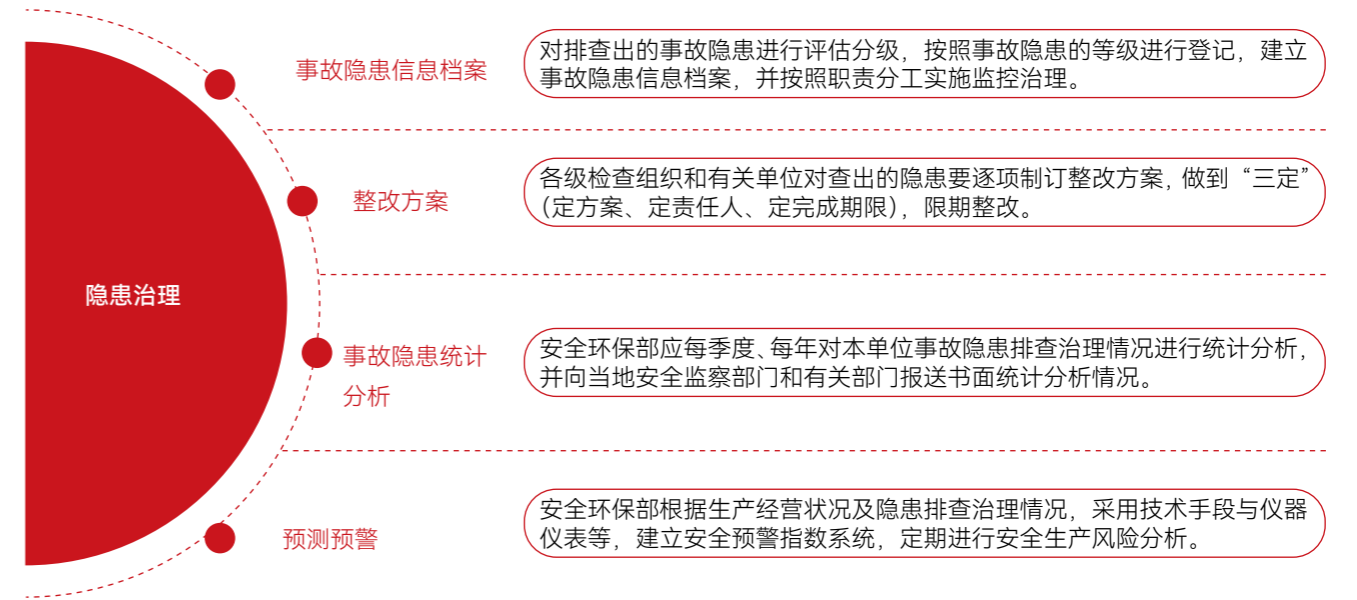 隐患治理
事故隐患信息档案
对排查出的事故隐患进行评估分级，按照事故隐患的等级进行登记，建立
事故隐患信息档案，并按照职责分工实施监控治理。
整改方案
各级检查组织和有关单位对查出的隐患要逐项制订整改方案，做到“三定”
（定方案、定责任人、定完成期限），限期整改。
事故隐患统计
分析
安全环保部应每季度、每年对本单位事故隐患排查治理情况进行统计分析，
并向当地安全监察部门和有关部门报送书面统计分析情况。
预测预警
安全环保部根据生产经营状况及隐患排查治理情况，采用技术手段与仪器
仪表等，建立安全预警指数系统，定期进行安全生产风险分析。